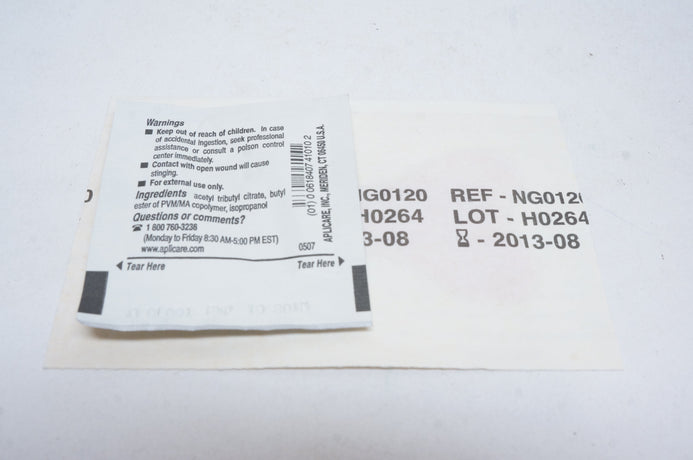 Warnings
■ Keep out of reach of children. In case
of accidental ingestion, seek professional
assistance or consult a poison control
center immediately.
■ Contact with open wound will cause
stinging.
■ For external use only.
Ingredients acetyl tributyl citrate, butyl
ester of PVM/MA copolymer, isopropanol
Questions or comments?
☎ 1 800 760-3236
(Monday to Friday 8:30 AM-5:00 PM EST)
www.aplicare.com
0507
Tear Here
Tear Here
(01) 0 0618407 41010 2
APLICARE, INC., MERIDEN, CT 06450 U.S.A.
NG0120
H0264
3-08
REF - NG0120
LOT - H0264
- 2013-08